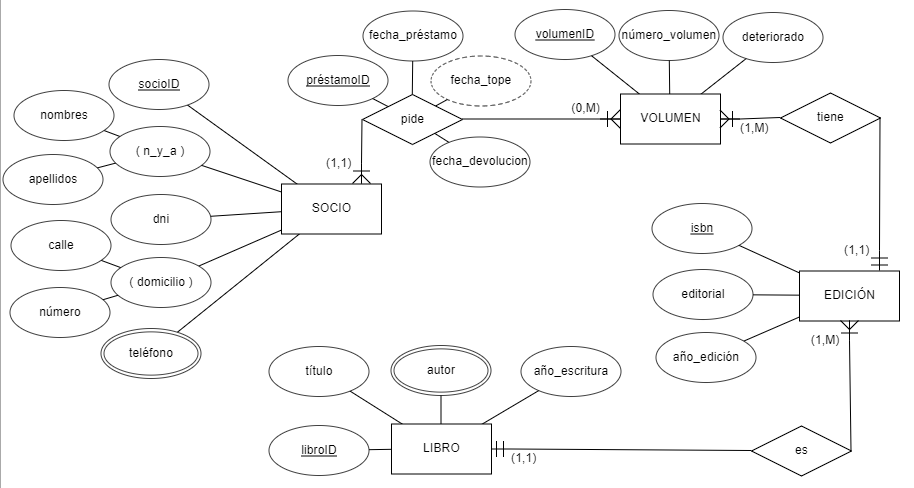 fecha_préstamo
volumenID
número_volumen
deteriorado
socioID
préstamoID
fecha_tope
nombres
(0,M)
VOLUMEN
tiene
pide
(1,M)
( n_y_a )
(1,1)
fecha_devolucion
apellidos
SOCIO
dni
isbn
calle
(1,1)
( domicilio )
editorial
EDICIÓN
número
(1,M)
teléfono
año_edición
título
autor
año_escritura
libroID
LIBRO
(1,1)
es